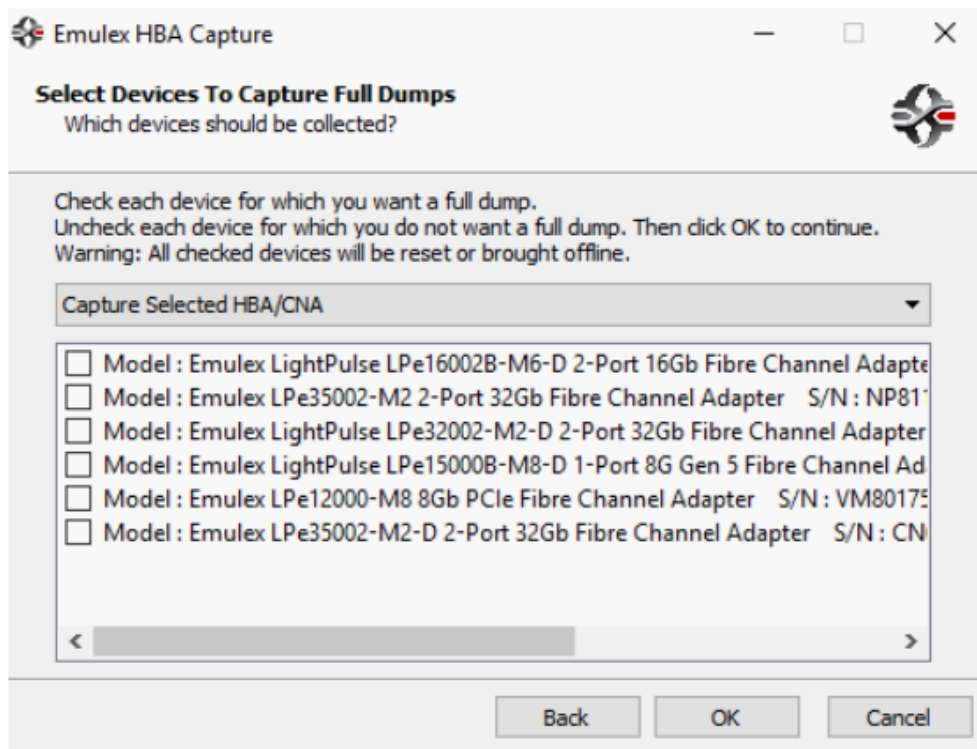 Emulex HBA Capture
Select Devices To Capture Full Dumps
Which devices should be collected?
Check each device for which you want a full dump.
Uncheck each device for which you do not want a full dump. Then click OK to continue.
Warning: All checked devices will be reset or brought offline.
Capture Selected HBA/CNA
Model : Emulex LightPulse LPe16002B-M6-D 2-Port 16Gb Fibre Channel Adapte
Model : Emulex LPe35002-M2 2-Port 32Gb Fibre Channel Adapter S/N : NP811
Model : Emulex LightPulse LPe32002-M2-D 2-Port 32Gb Fibre Channel Adapter
Model : Emulex LightPulse LPe15000B-M8-D 1-Port 8G Gen 5 Fibre Channel Ad
Model : Emulex LPe12000-M8 8Gb PCIe Fibre Channel Adapter S/N : VM80175
Model : Emulex LPe35002-M2-D 2-Port 32Gb Fibre Channel Adapter S/N : CN
Back OK Cancel